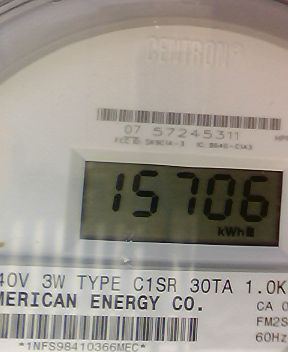 CENTRON®
07 57245311
15706
kWh
40V 3W TYPE C1SR 30TA 1.0K
MERICAN ENERGY CO.
CA 0
FM2S
60Hz
*1NFS98410366MEC*